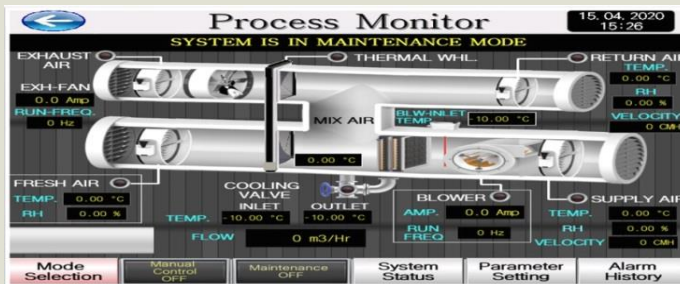 Process Monitor
15.04.2020
15:26
SYSTEM IS IN MAINTENANCE MODE
EXHAUST AIR
THERMAL WHL.
RETURN AIR
TEMP.
0.00 °C
RH
0.00 %
VELOCITY
0 CMH
EXH-FAN
0.0 Amp
RUN-FREQ.
0 Hz
MIX AIR
0.00 °C
BLW-INLET
TEMP -10.00 °C
FRESH AIR
TEMP. 0.00 °C
RH 0.00 %
COOLING
VALVE
INLET OUTLET
TEMP. -10.00 °C -10.00 °C
FLOW 0 m3/Hr
BLOWER
AMP. 0.0 Amp
RUN
FREQ 0 Hz
SUPPLY AIR
TEMP. 0.00 °C
RH 0.00 %
VELOCITY 0 CMH
Mode
Selection
Manual
Control
OFF
Maintenance
OFF
System
Status
Parameter
Setting
Alarm
History